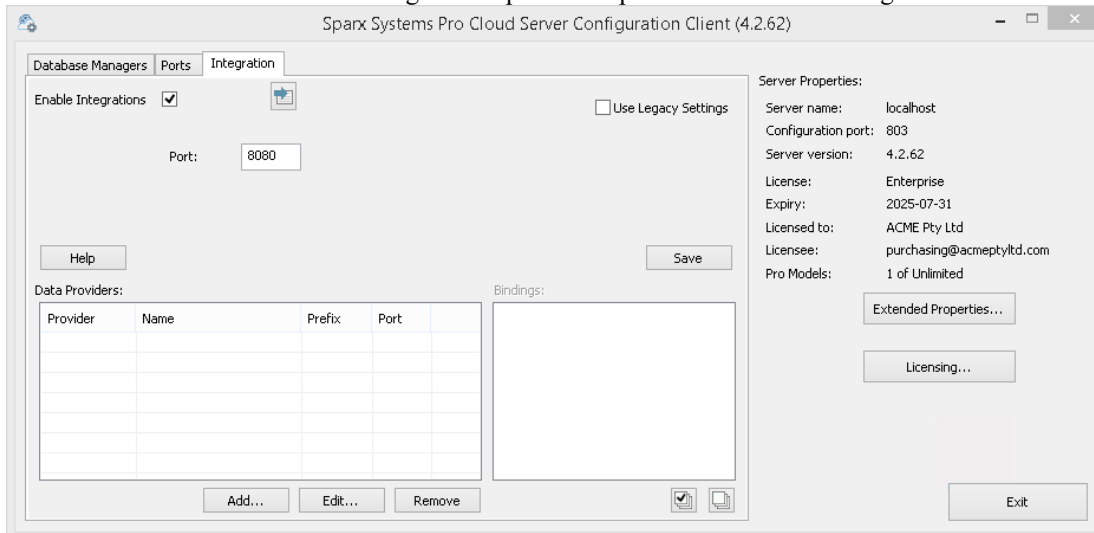 Sparx Systems Pro Cloud Server Configuration Client (4.2.62)
Database Managers Ports Integration
Enable Integrations
Use Legacy Settings
Port: 8080
Help
Save
Data Providers:
Bindings:
Provider Name Prefix Port
Add... Edit... Remove
Server Properties:
Server name: localhost
Configuration port: 803
Server version: 4.2.62
License: Enterprise
Expiry: 2025-07-31
Licensed to: ACME Pty Ltd
Licensee: purchasing@acmeptyltd.com
Pro Models: 1 of Unlimited
Extended Properties...
Licensing...
Exit